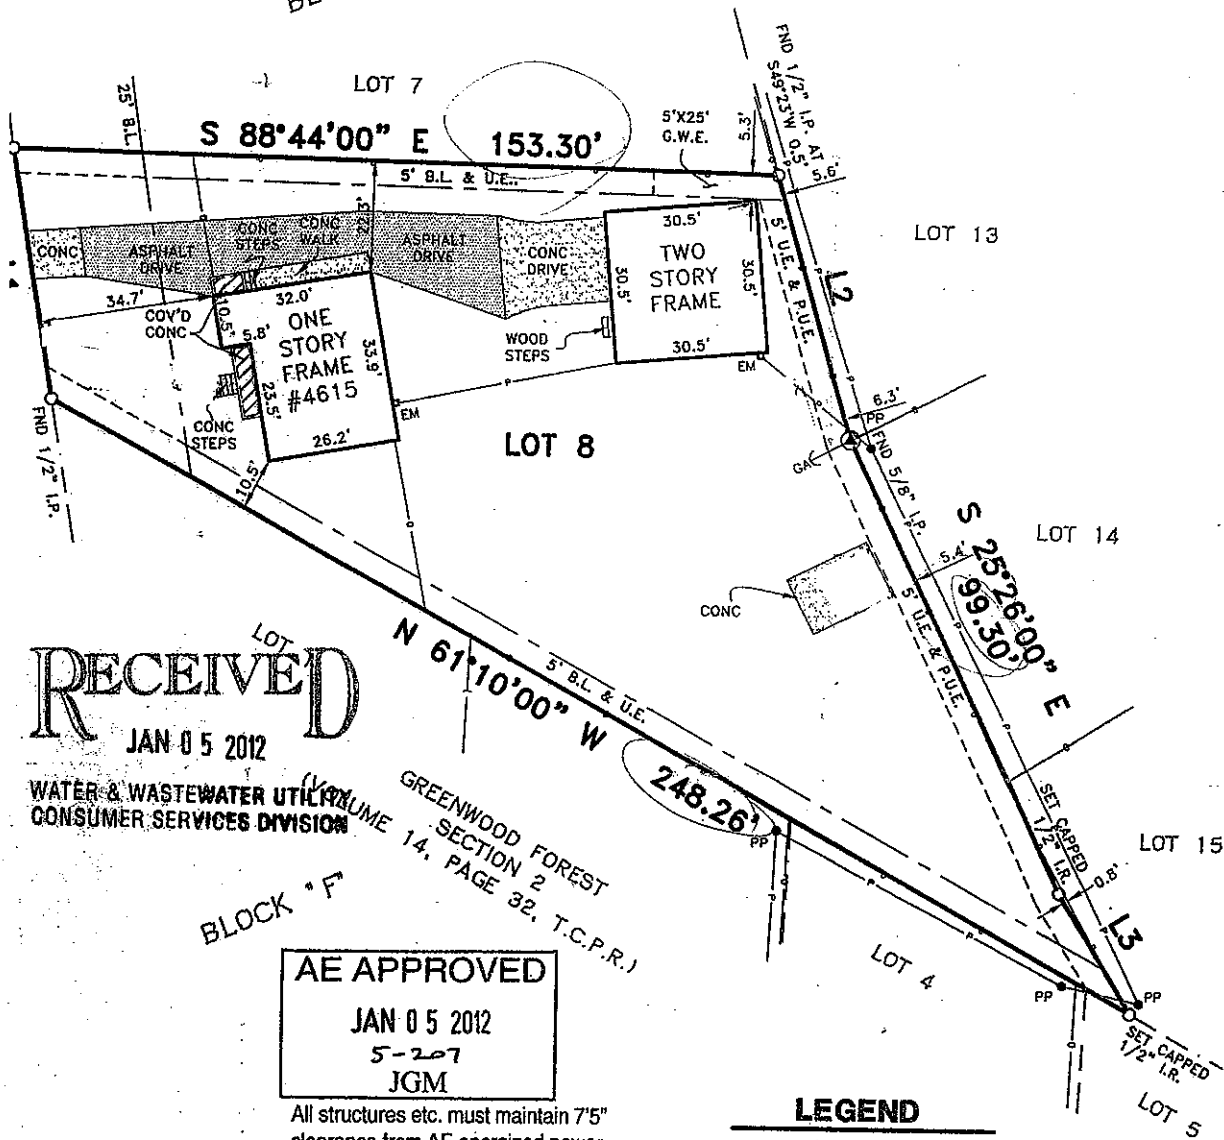 LOT 7
FND 1/2" I.P. AT
S49°23'W 0.5'
25' B.L.
S 88°44'00" E 153.30'
5'X25'
G.W.E.
5.3'
5.6'
5' B.L. & U.E.
LOT 13
CONC
ASPHALT
DRIVE
CONC
STEPS
CONC
WALK
ASPHALT
DRIVE
CONC
DRIVE
30.5'
TWO
STORY
FRAME
30.5'
30.5'
30.5'
5' U.E. & P.U.E.
L2
34.7'
COV'D
CONC
10.5'
32.0'
5.8'
ONE
STORY
FRAME
#4615
33.9'
23.5'
26.2'
WOOD
STEPS
EM
EM
CONC
STEPS
10.5'
FND 1/2" I.P.
LOT 8
6.3'
PP
FND 5/8" I.P.
S 25°26'00" E
99.30'
LOT 14
5.4'
5' U.E. & P.U.E.
CONC
LOT
N 61°10'00" W
248.26'
5' B.L. & U.E.
RECEIVED
JAN 05 2012
WATER & WASTEWATER UTILITY
CONSUMER SERVICES DIVISION
GREENWOOD FOREST
SECTION 2
(VOLUME 14, PAGE 32, T.C.P.R.)
BLOCK "F"
SET CAPPED
1/2" I.R.
LOT 15
0.8'
L3
PP
LOT 4
PP
PP
SET CAPPED
1/2" I.R.
LOT 5
AE APPROVED
JAN 05 2012
5-207
JGM
All structures etc. must maintain 7'5"
LEGEND